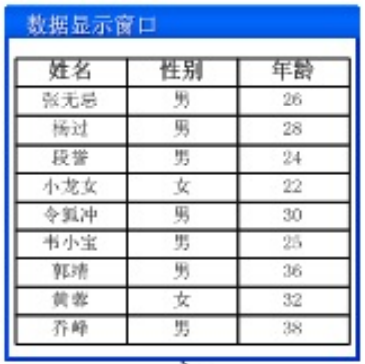 数据显示窗口
姓名 性别 年龄
张无忌 男 26
杨过 男 28
段誉 男 24
小龙女 女 22
令狐冲 男 30
韦小宝 男 25
郭靖 男 36
黄蓉 女 32
乔峰 男 38